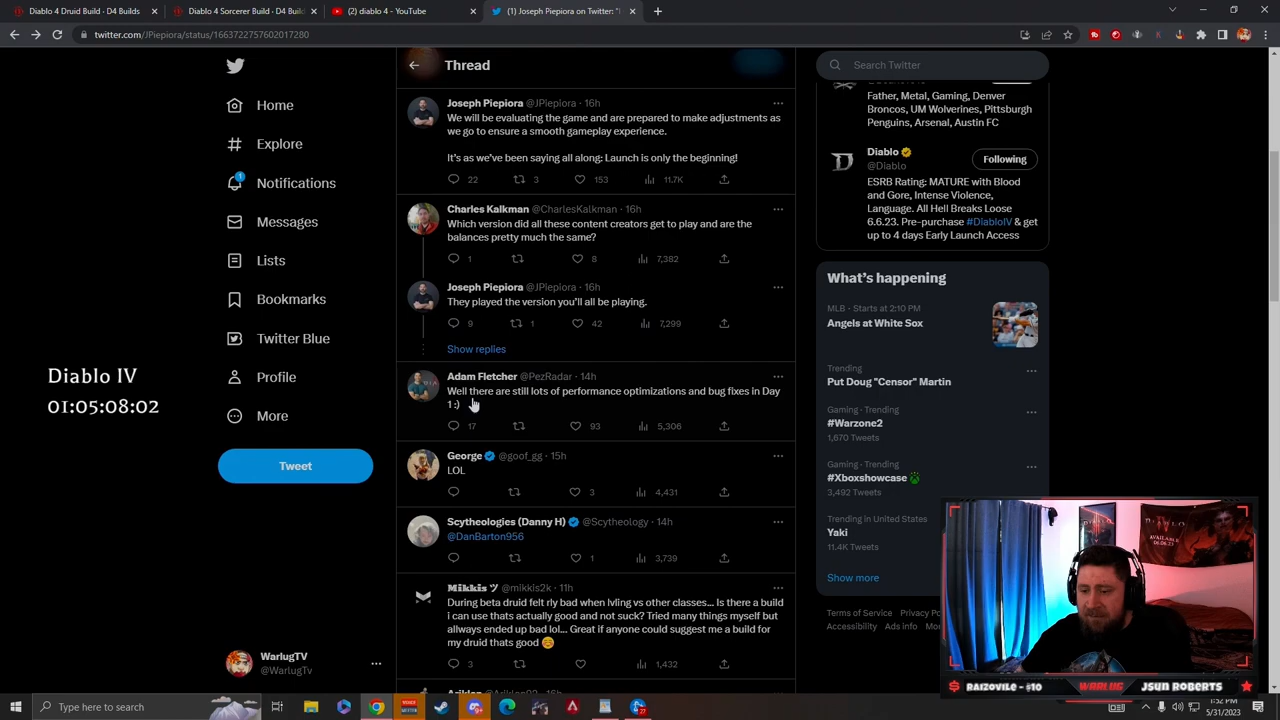 Diablo 4 Druid Build - D4 Builds
Diablo 4 Sorcerer Build - D4 Buil
(2) diablo 4 - YouTube
(1) Joseph Piepiora on Twitter: "I
twitter.com/JPiepiora/status/1663722757602017280
Home
Explore
1
Notifications
Messages
Lists
Bookmarks
Twitter Blue
Profile
More
Tweet
WarlugTV
@WarlugTv
Diablo IV
01:05:08:02
Thread
Joseph Piepiora @JPiepiora · 16h
We will be evaluating the game and are prepared to make adjustments as
we go to ensure a smooth gameplay experience.
It's as we've been saying all along: Launch is only the beginning!
22 3 153 11.7K
Charles Kalkman @CharlesKalkman · 16h
Which version did all these content creators get to play and are the
balances pretty much the same?
1 8 7,382
Joseph Piepiora @JPiepiora · 16h
They played the version you'll all be playing.
9 1 42 7,299
Show replies
Adam Fletcher @PezRadar · 14h
Well there are still lots of performance optimizations and bug fixes in Day
1 :)
17 93 5,306
George @goof_gg · 15h
LOL
3 4,431
Scytheologies (Danny H) @Scytheology · 14h
@DanBarton956
1 3,739
Mikkis ツ @mikkis2k · 11h
During beta druid felt rly bad when lvling vs other classes... Is there a build
i can use thats actually good and not suck? Tried many things myself but
allways ended up bad lol... Great if anyone could suggest me a build for
my druid thats good
3 1,432
Search Twitter
Father, Metal, Gaming, Denver
Broncos, UM Wolverines, Pittsburgh
Penguins, Arsenal, Austin FC
Diablo
@Diablo
Following
ESRB Rating: MATURE with Blood
and Gore, Intense Violence,
Language. All Hell Breaks Loose
6.6.23. Pre-purchase #DiabloIV & get
up to 4 days Early Launch Access
What's happening
MLB · Starts at 2:10 PM
Angels at White Sox
Trending
Put Doug "Censor" Martin
Gaming · Trending
#Warzone2
1,670 Tweets
Gaming · Trending
#Xboxshowcase
3,492 Tweets
Trending in United States
Yaki
11.4K Tweets
Show more
Terms of Service Privacy Po
Accessibility Ads info Mor
DIABLO
AVAILABLE
06.06.23
RAIZOVILE - #10
WARLUG
JSUN ROBERTS
Type here to search
1:52 PM
5/31/2023